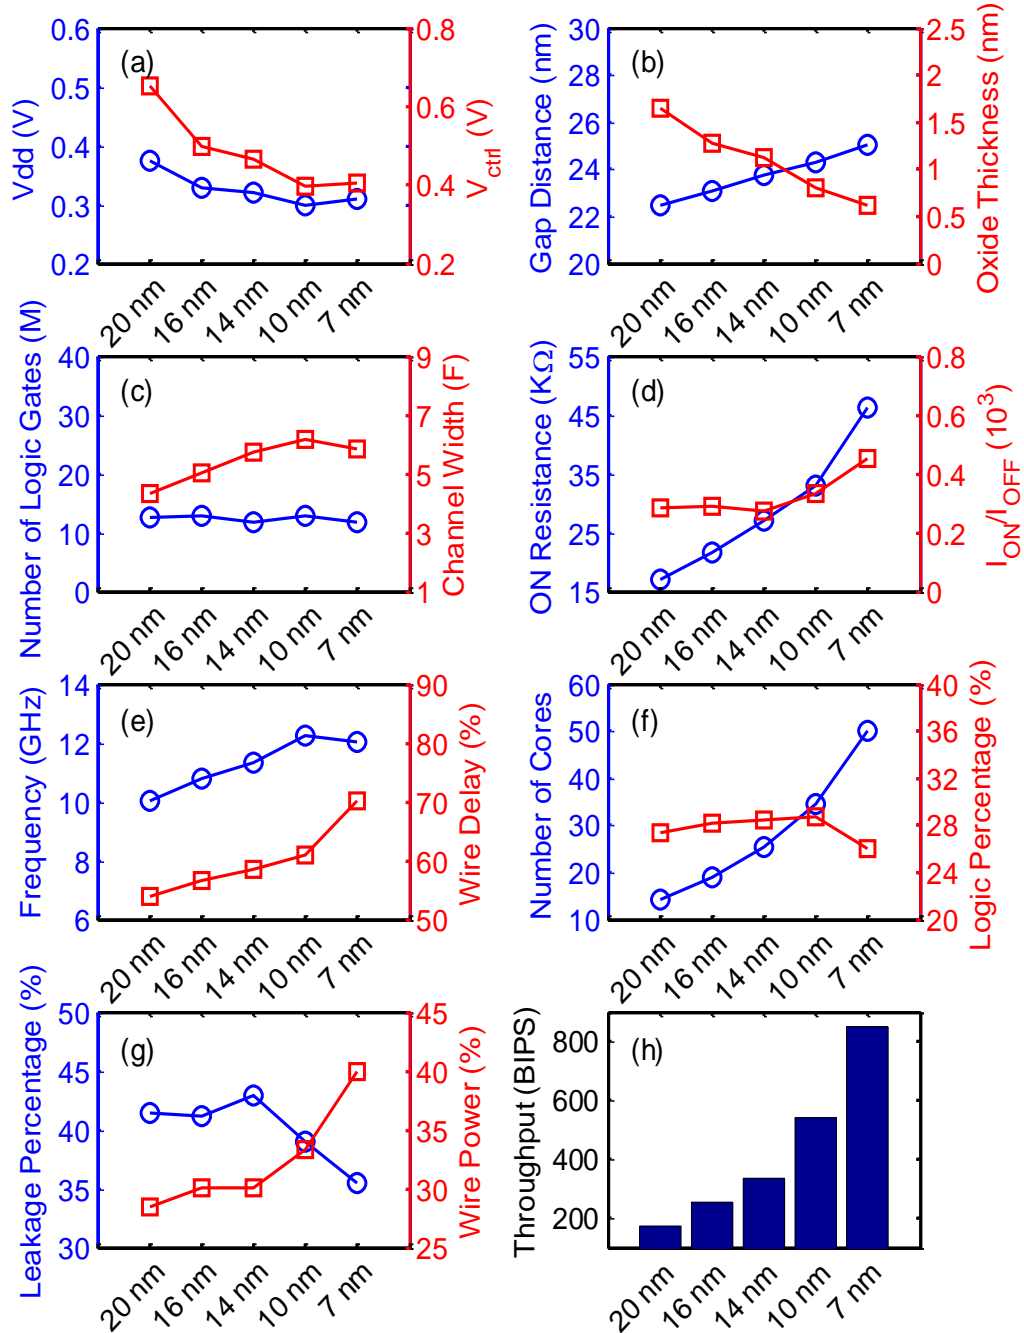 (a)
Vdd (V)
0.6
0.5
0.4
0.3
0.2
V_ctrl (V)
0.8
0.6
0.4
0.2
20 nm
16 nm
14 nm
10 nm
7 nm
(b)
Gap Distance (nm)
30
28
26
24
22
20
Oxide Thickness (nm)
2.5
2
1.5
1
0.5
0
20 nm
16 nm
14 nm
10 nm
7 nm
(c)
Number of Logic Gates (M)
40
30
20
10
0
Channel Width (F)
9
7
5
3
1
20 nm
16 nm
14 nm
10 nm
7 nm
(d)
ON Resistance (KΩ)
55
45
35
25
15
I_ON/I_OFF (10^3)
0.8
0.6
0.4
0.2
0
20 nm
16 nm
14 nm
10 nm
7 nm
(e)
Frequency (GHz)
14
12
10
8
6
Wire Delay (%)
90
80
70
60
50
20 nm
16 nm
14 nm
10 nm
7 nm
(f)
Number of Cores
60
50
40
30
20
10
Logic Percentage (%)
40
36
32
28
24
20
20 nm
16 nm
14 nm
10 nm
7 nm
(g)
Leakage Percentage (%)
50
45
40
35
30
Wire Power (%)
45
40
35
30
25
20 nm
16 nm
14 nm
10 nm
7 nm
(h)
Throughput (BIPS)
800
600
400
200
20 nm
16 nm
14 nm
10 nm
7 nm